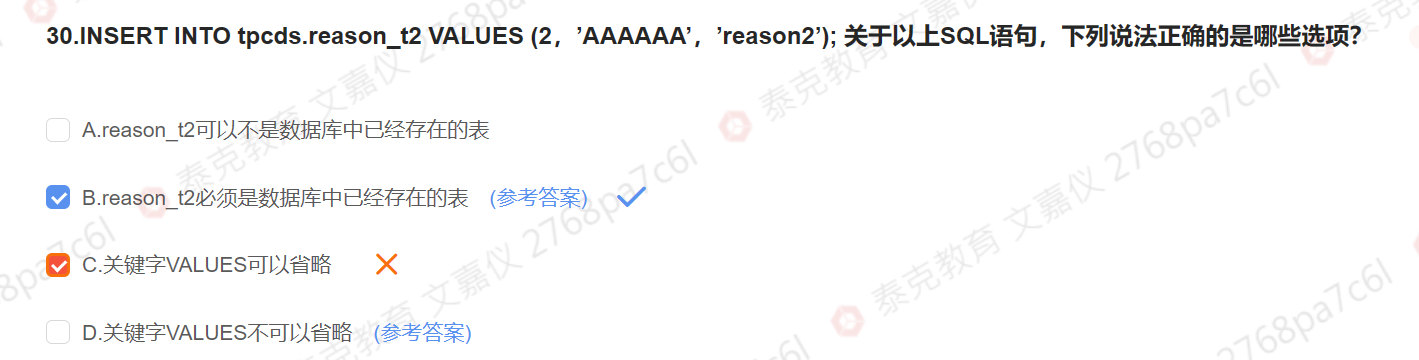 30.INSERT INTO tpcds.reason_t2 VALUES (2，’AAAAAA’，’reason2’); 关于以上SQL语句，下列说法正确的是哪些选项？
A.reason_t2可以不是数据库中已经存在的表
B.reason_t2必须是数据库中已经存在的表 (参考答案)
C.关键字VALUES可以省略
D.关键字VALUES不可以省略 (参考答案)
泰克教育 文嘉仪 2768pa7c6l